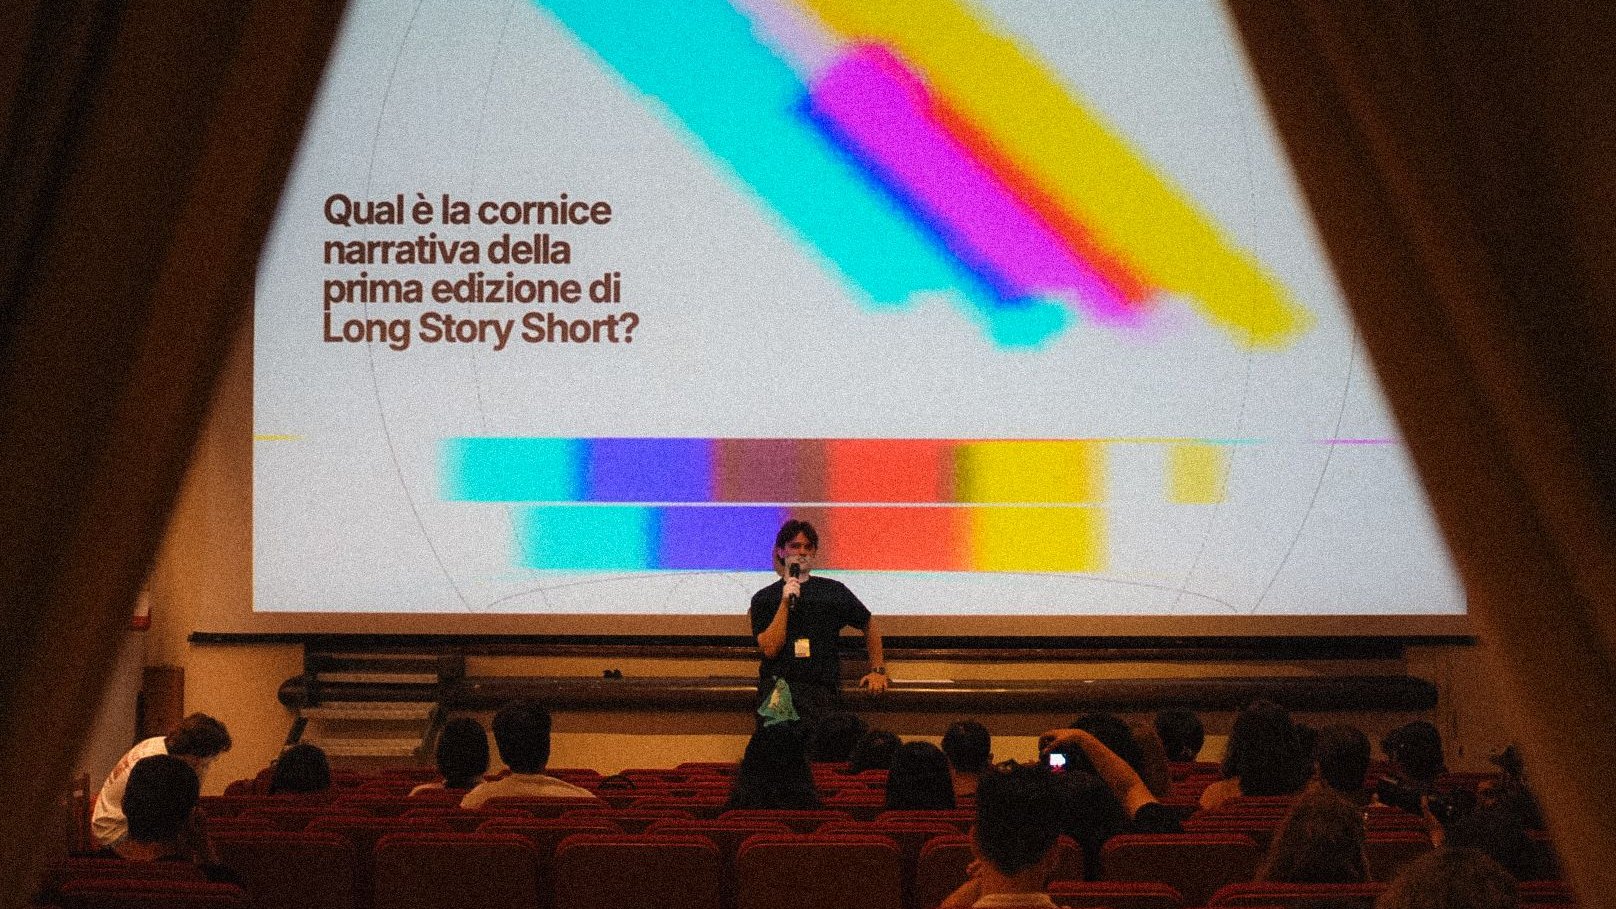 Qual è la cornice
narrativa della
prima edizione di
Long Story Short?